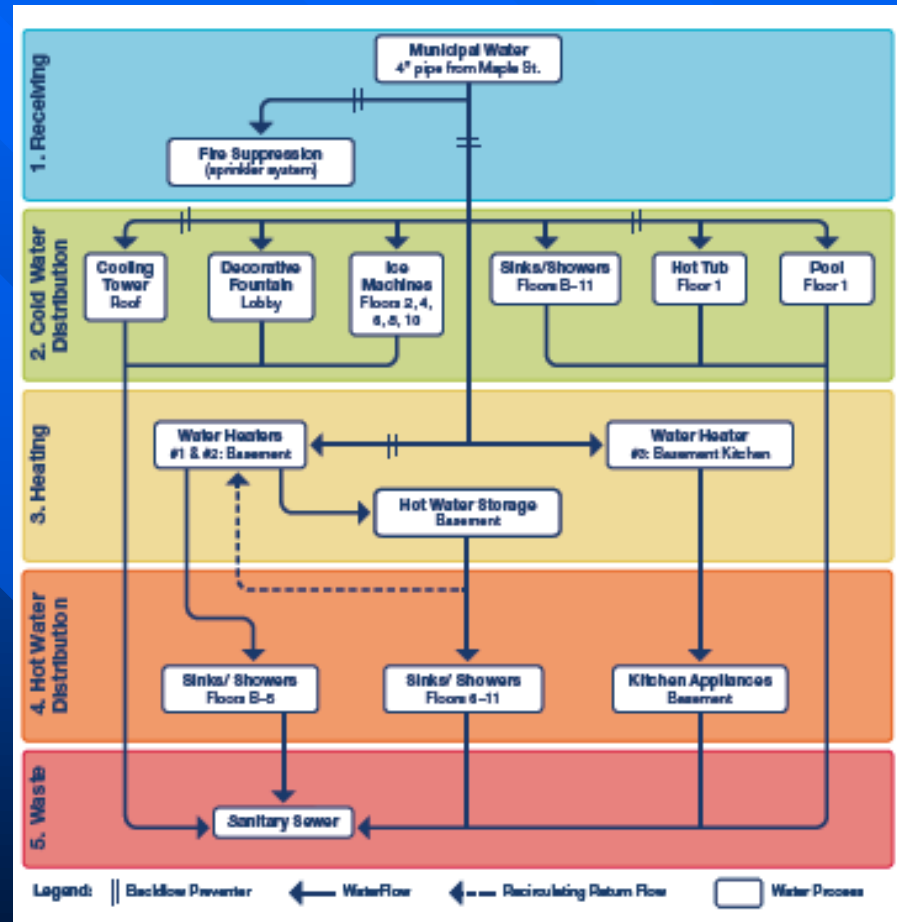 1. Receiving
Municipal Water
4" pipe from Maple St.
Fire Suppression
(sprinkler system)
2. Cold Water
Distribution
Cooling
Tower
Roof
Decorative
Fountain
Lobby
Ice
Machines
Floors 2, 4,
6, 8, 10
Sinks/Showers
Floors B–11
Hot Tub
Floor 1
Pool
Floor 1
3. Heating
Water Heaters
#1 & #2: Basement
Water Heater
#3: Basement Kitchen
Hot Water Storage
Basement
4. Hot Water
Distribution
Sinks/ Showers
Floors B–5
Sinks/ Showers
Floors 6–11
Kitchen Appliances
Basement
5. Waste
Sanitary Sewer
Legend: Backflow Preventer WaterFlow Recirculating Return Flow Water Process